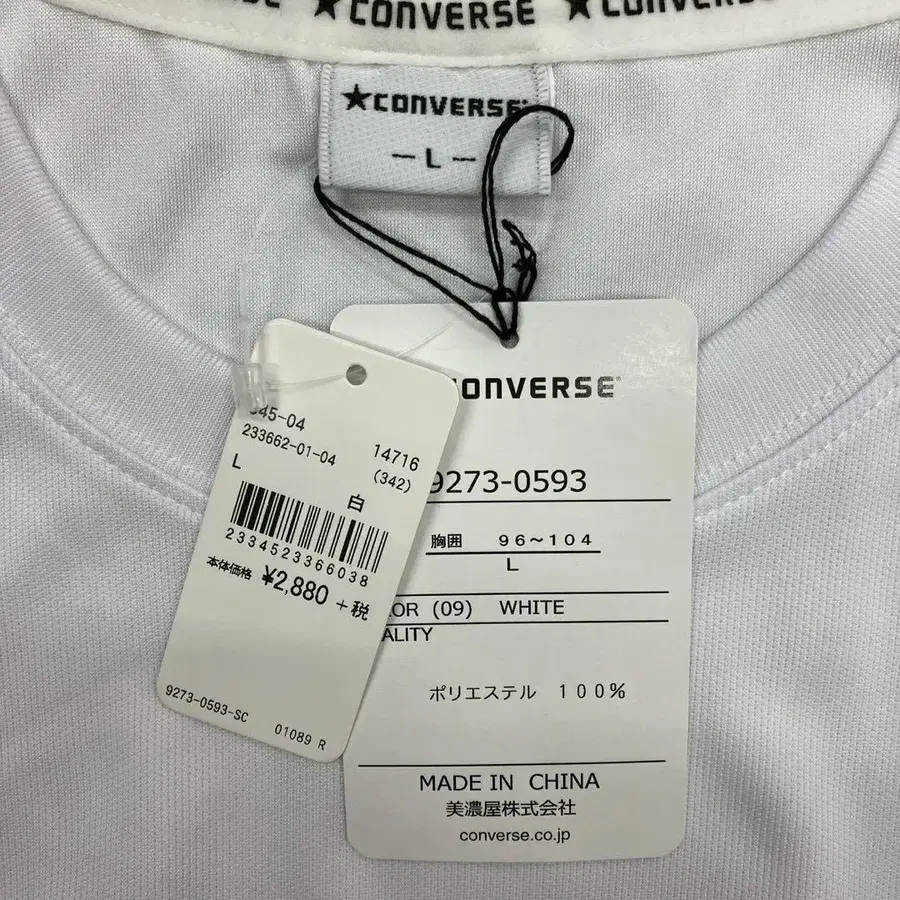 ★CONVERSE ★CONVERSE
★CONVERSE
— L —
CONVERSE
9273-0593
胸囲 96~104
L
(09) WHITE
ポリエステル 100%
MADE IN CHINA
美濃屋株式会社
converse.co.jp
45-04
233662-01-04 14716
L (342)
白
2334523366038
本体価格 ¥2,880 +税
9273-0593-SC 01089 R